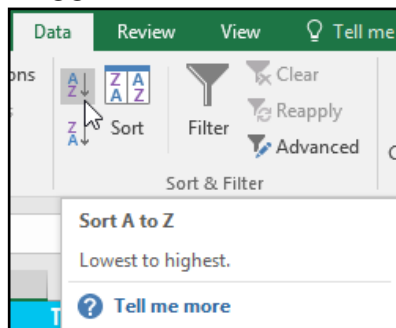 Data Review View Tell me
ons
Clear
Reapply
Sort Filter
Advanced
Sort & Filter
Sort A to Z
Lowest to highest.
Tell me more